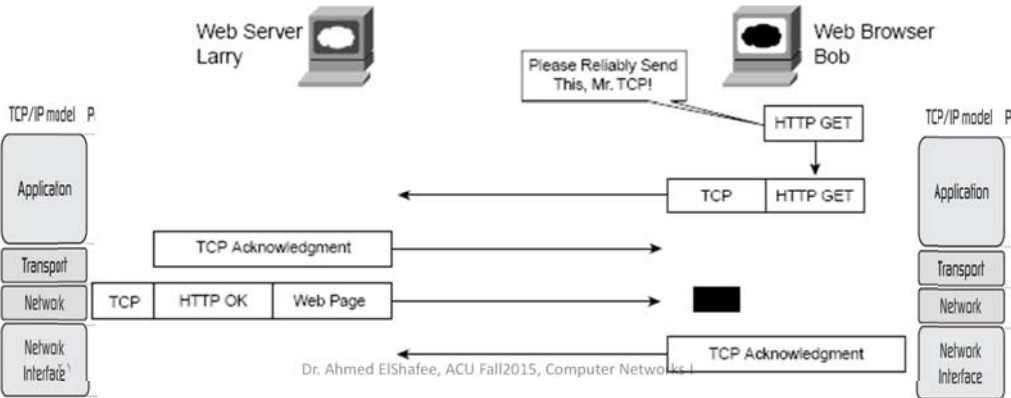 Web Server
Larry
Web Browser
Bob
Please Reliably Send
This, Mr. TCP!
TCP/IP model P
TCP/IP model P
HTTP GET
Application
TCP HTTP GET
Application
TCP Acknowledgment
Transport
Transport
Network
TCP HTTP OK Web Page
Network
Network
Interface
TCP Acknowledgment
Network
Interface
Dr. Ahmed ElShafee, ACU Fall2015, Computer Networks I